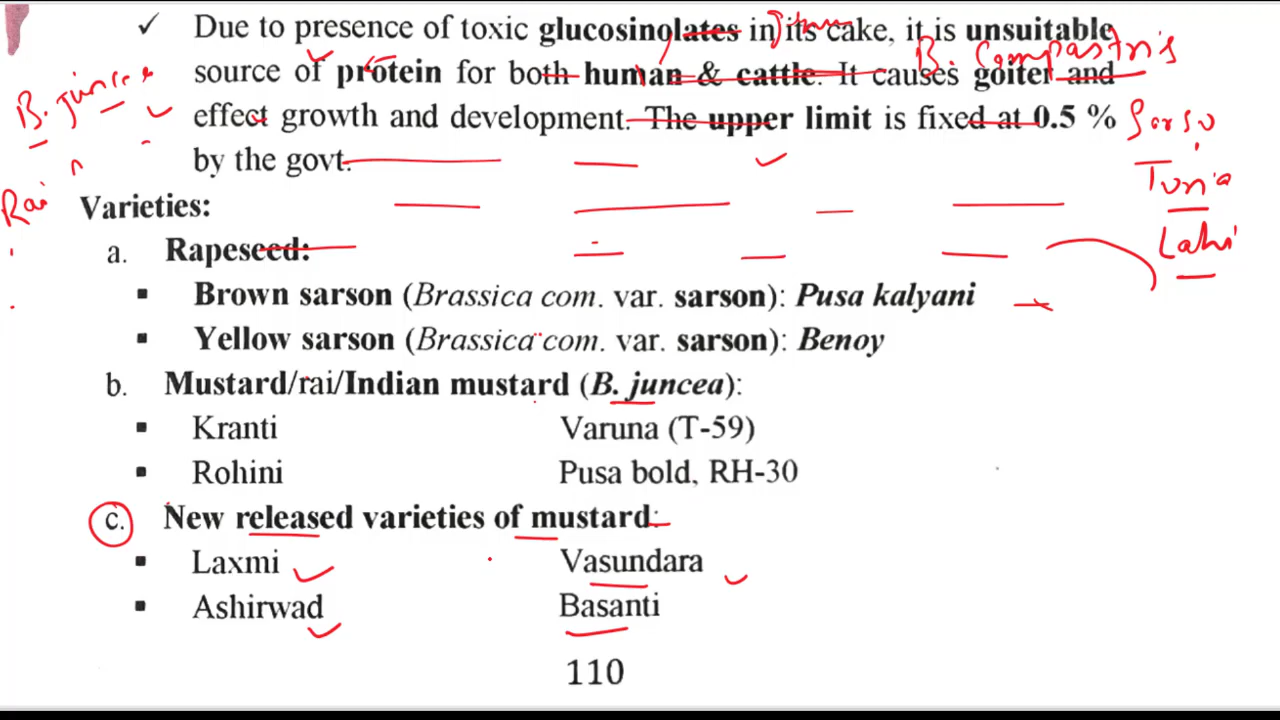 ✓ Due to presence of toxic glucosinolates in its cake, it is unsuitable
source of protein for both human & cattle. It causes goiter and
effect growth and development. The upper limit is fixed at 0.5 %
by the govt.
B. juncea
Rai
B. Compastris
Sarso
Toria
Lahi
Varieties:
a. Rapeseed:
▪ Brown sarson (Brassica com. var. sarson): Pusa kalyani
▪ Yellow sarson (Brassica com. var. sarson): Benoy
b. Mustard/rai/Indian mustard (B. juncea):
▪ Kranti Varuna (T-59)
▪ Rohini Pusa bold, RH-30
c. New released varieties of mustard:
▪ Laxmi Vasundara
▪ Ashirwad Basanti
110